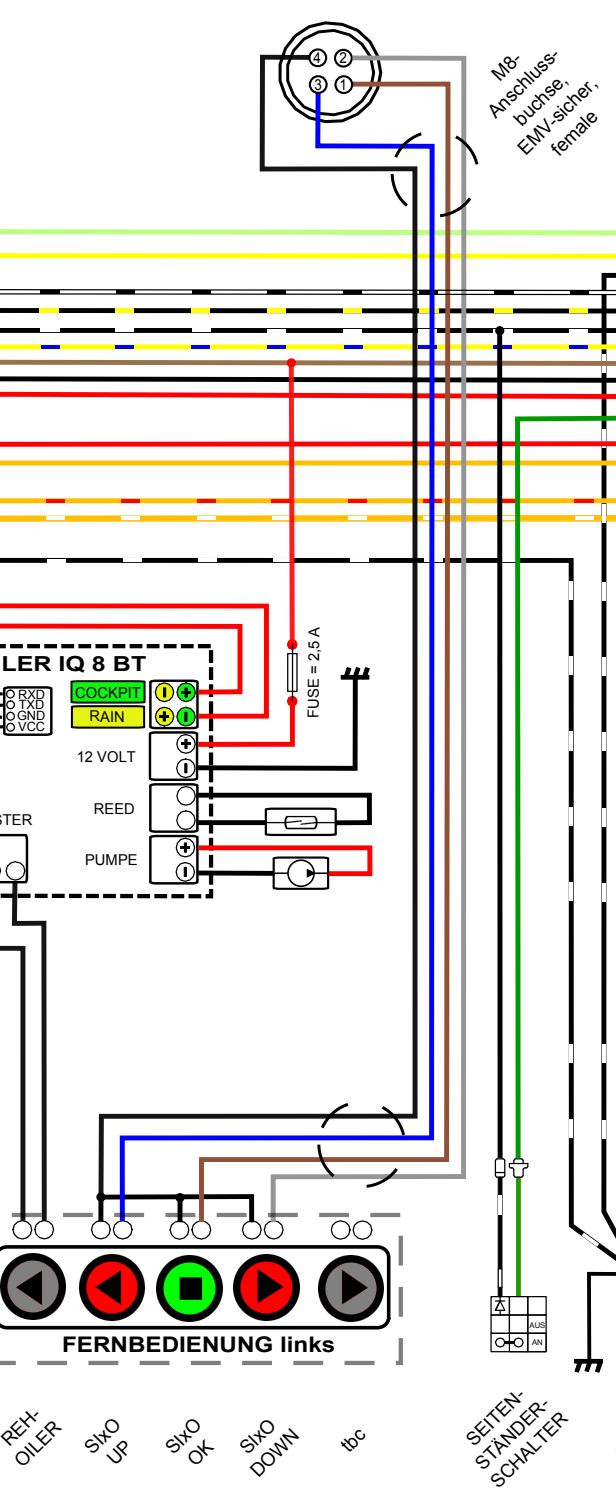 4 2
3 1
M8-
Anschluss-
buchse,
EMV-sicher,
female
FUSE = 2,5 A
LER IQ 8 BT
RXD
TXD
GND
VCC
COCKPIT
RAIN
12 VOLT
REED
STER
PUMPE
AUS
AN
FERNBEDIENUNG links
REH-
OILER
SIxO
UP
SIxO
OK
SIxO
DOWN
tbc
SEITEN-
STÄNDER-
SCHALTER